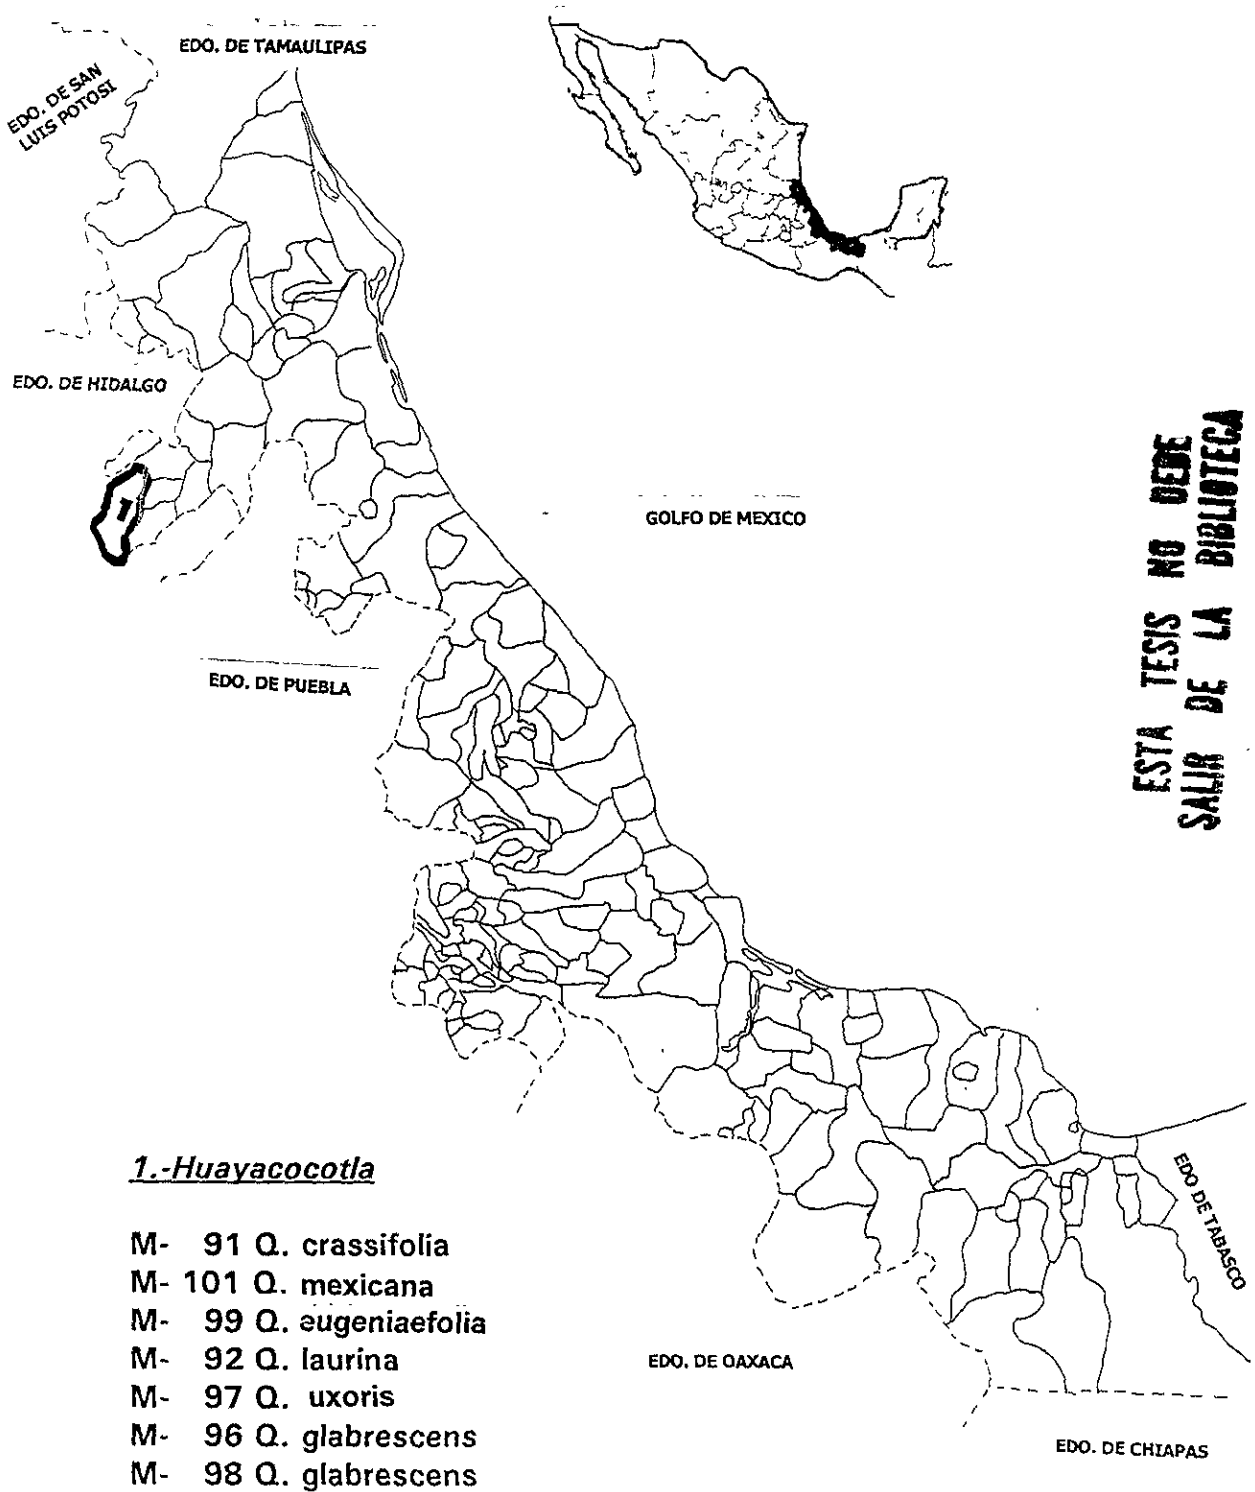 EDO. DE TAMAULIPAS
EDO. DE SAN
LUIS POTOSI
EDO. DE HIDALGO
1
GOLFO DE MEXICO
ESTA TESIS NO DEBE
SALIR DE LA BIBLIOTECA
EDO. DE PUEBLA
EDO DE TABASCO
1.-Huayacocotla
M- 91 Q. crassifolia
M- 101 Q. mexicana
M- 99 Q. eugeniaefolia
M- 92 Q. laurina
M- 97 Q. uxoris
M- 96 Q. glabrescens
M- 98 Q. glabrescens
EDO. DE OAXACA
EDO. DE CHIAPAS